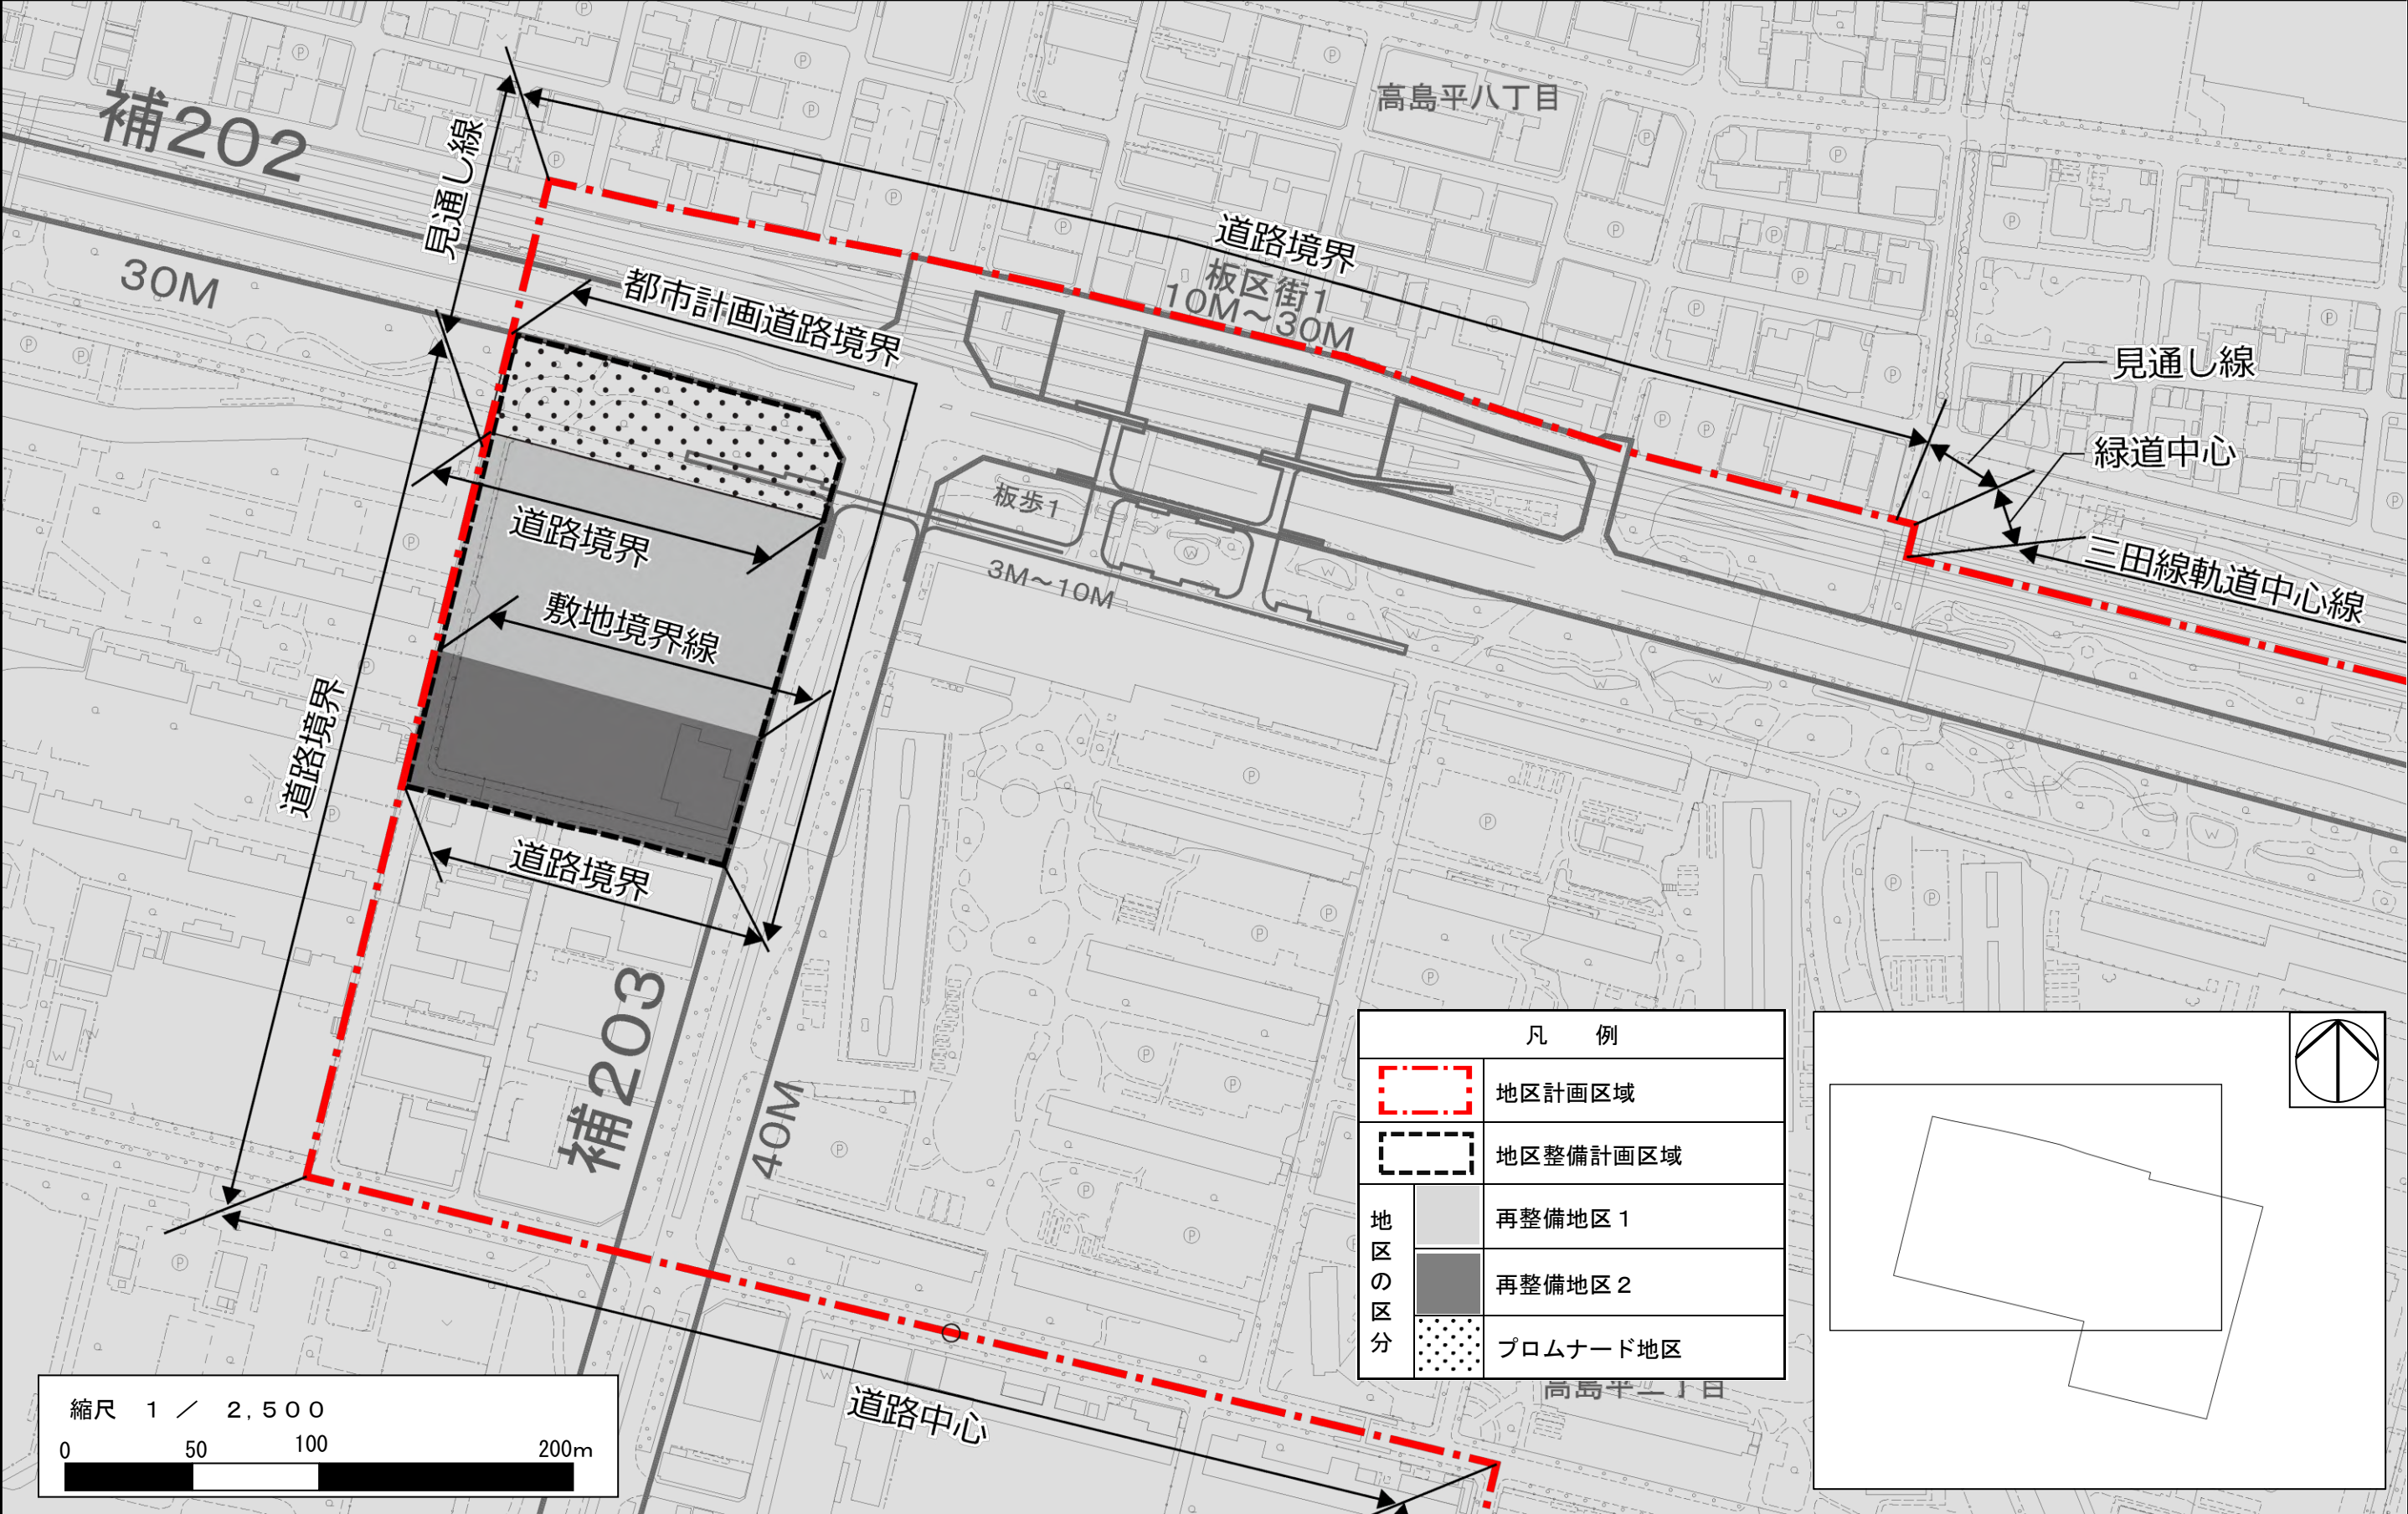 高島平八丁目
補202
見通し線
道路境界
板区街1
10M～30M
30M
都市計画道路境界
見通し線
緑道中心
板歩1
道路境界
3M～10M
三田線軌道中心線
敷地境界線
道路境界
道路境界
補203
40M
道路中心
凡　例
地区計画区域
地区整備計画区域
地区の区分
再整備地区１
再整備地区２
プロムナード地区
縮尺　１ ／ ２,５００
0 50 100 200m